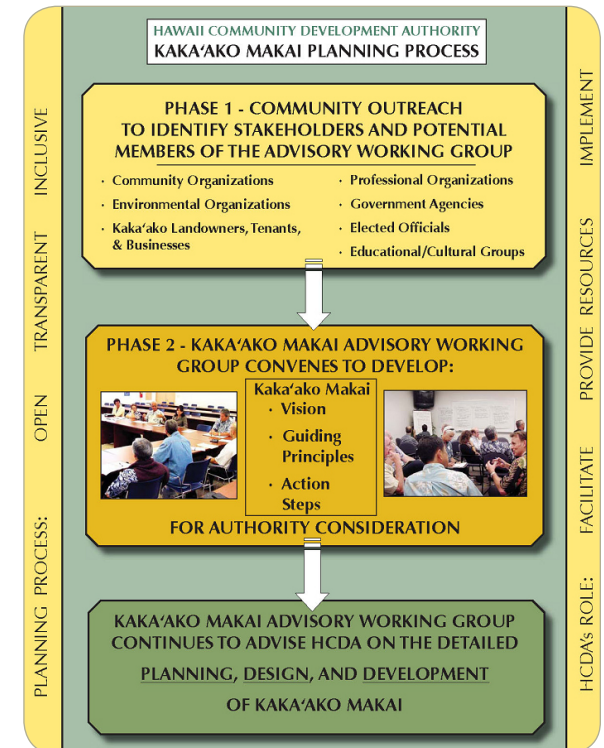 HAWAII COMMUNITY DEVELOPMENT AUTHORITY
KAKA‘AKO MAKAI PLANNING PROCESS
PHASE 1 - COMMUNITY OUTREACH
TO IDENTIFY STAKEHOLDERS AND POTENTIAL
MEMBERS OF THE ADVISORY WORKING GROUP
· Community Organizations
· Environmental Organizations
· Kaka‘ako Landowners, Tenants,
& Businesses
· Professional Organizations
· Government Agencies
· Elected Officials
· Educational/Cultural Groups
PHASE 2 - KAKA‘AKO MAKAI ADVISORY WORKING
GROUP CONVENES TO DEVELOP:
Kaka‘ako Makai
· Vision
· Guiding
Principles
· Action
Steps
FOR AUTHORITY CONSIDERATION
KAKA‘AKO MAKAI ADVISORY WORKING GROUP
CONTINUES TO ADVISE HCDA ON THE DETAILED
PLANNING, DESIGN, AND DEVELOPMENT
OF KAKA‘AKO MAKAI
PLANNING PROCESS: OPEN TRANSPARENT INCLUSIVE
HCDA's ROLE: FACILITATE PROVIDE RESOURCES IMPLEMENT